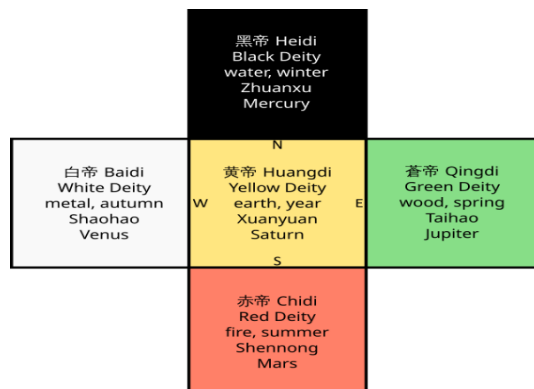 黑帝 Heidi
Black Deity
water, winter
Zhuanxu
Mercury
N
白帝 Baidi
White Deity
metal, autumn
Shaohao
Venus
W
黄帝 Huangdi
Yellow Deity
earth, year
Xuanyuan
Saturn
E
蒼帝 Qingdi
Green Deity
wood, spring
Taihao
Jupiter
S
赤帝 Chidi
Red Deity
fire, summer
Shennong
Mars